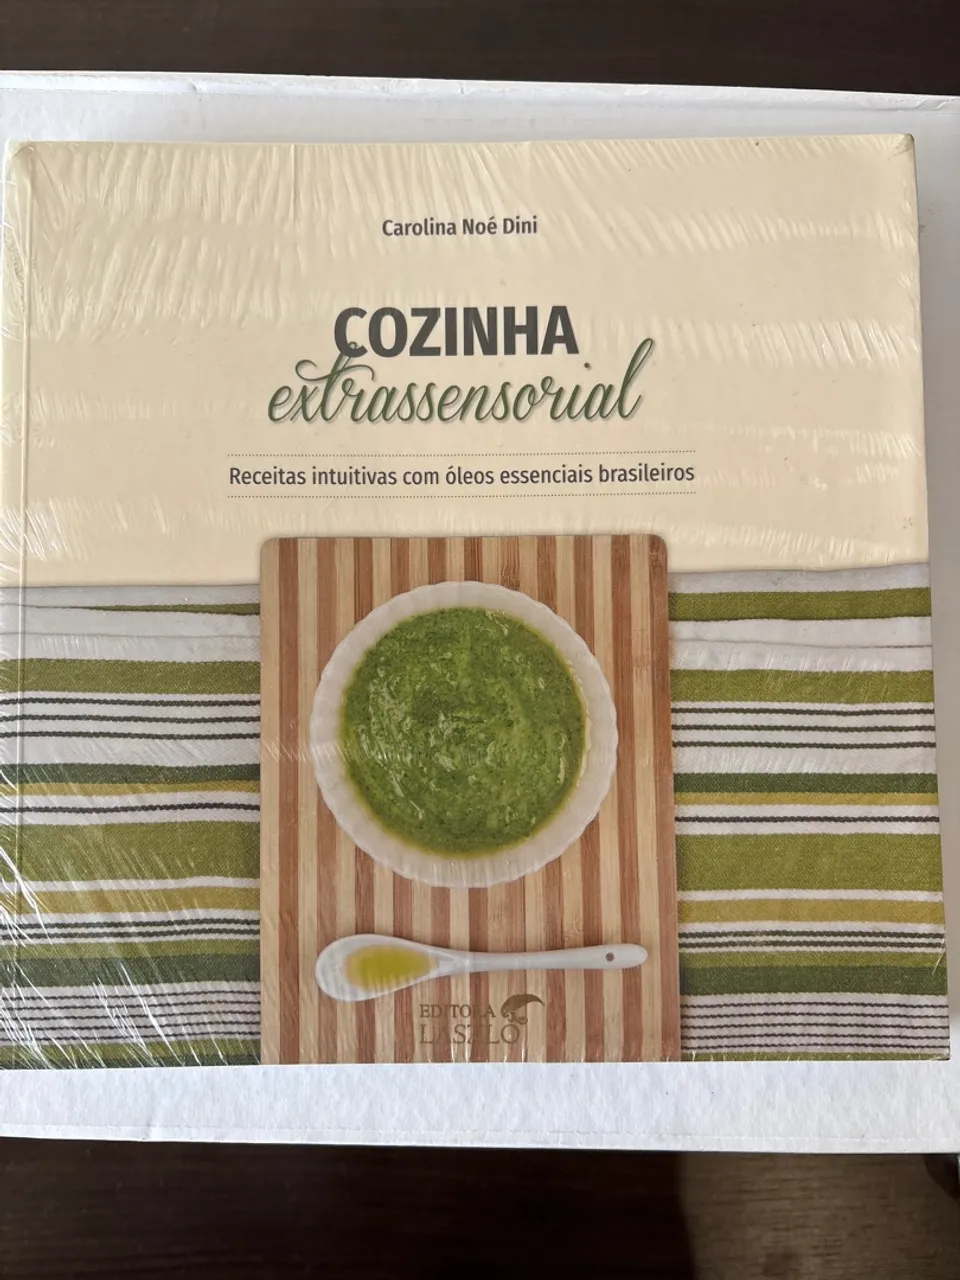 Carolina Noé Dini
COZINHA
extrassensorial
Receitas intuitivas com óleos essenciais brasileiros
EDITORA
LASZLO